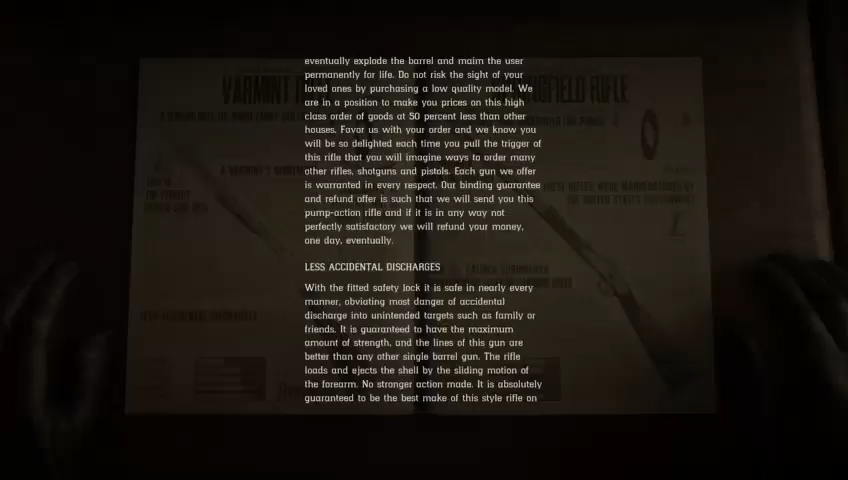 eventually explode the barrel and maim the user
permanently for life. Do not risk the sight of your
loved ones by purchasing a low quality model. We
are in a position to make you prices on this high
class order of goods at 50 percent less than other
houses. Favor us with your order and we know you
will be so delighted each time you pull the trigger of
this rifle that you will imagine ways to order many
other rifles, shotguns and pistols. Each gun we offer
is warranted in every respect. Our binding guarantee
and refund offer is such that we will send you this
pump-action rifle and if it is in any way not
perfectly satisfactory we will refund your money,
one day, eventually.
LESS ACCIDENTAL DISCHARGES
With the fitted safety lock it is safe in nearly every
manner, obviating most danger of accidental
discharge into unintended targets such as family or
friends. It is guaranteed to have the maximum
amount of strength, and the lines of this gun are
better than any other single barrel gun. The rifle
loads and ejects the shell by the sliding motion of
the forearm. No stronger action made. It is absolutely
guaranteed to be the best make of this style rifle on
VARMINT
RIFLE
THESE RIFLES WERE MANUFACTURED BY
THE UNITED STATES GOVERNMENT